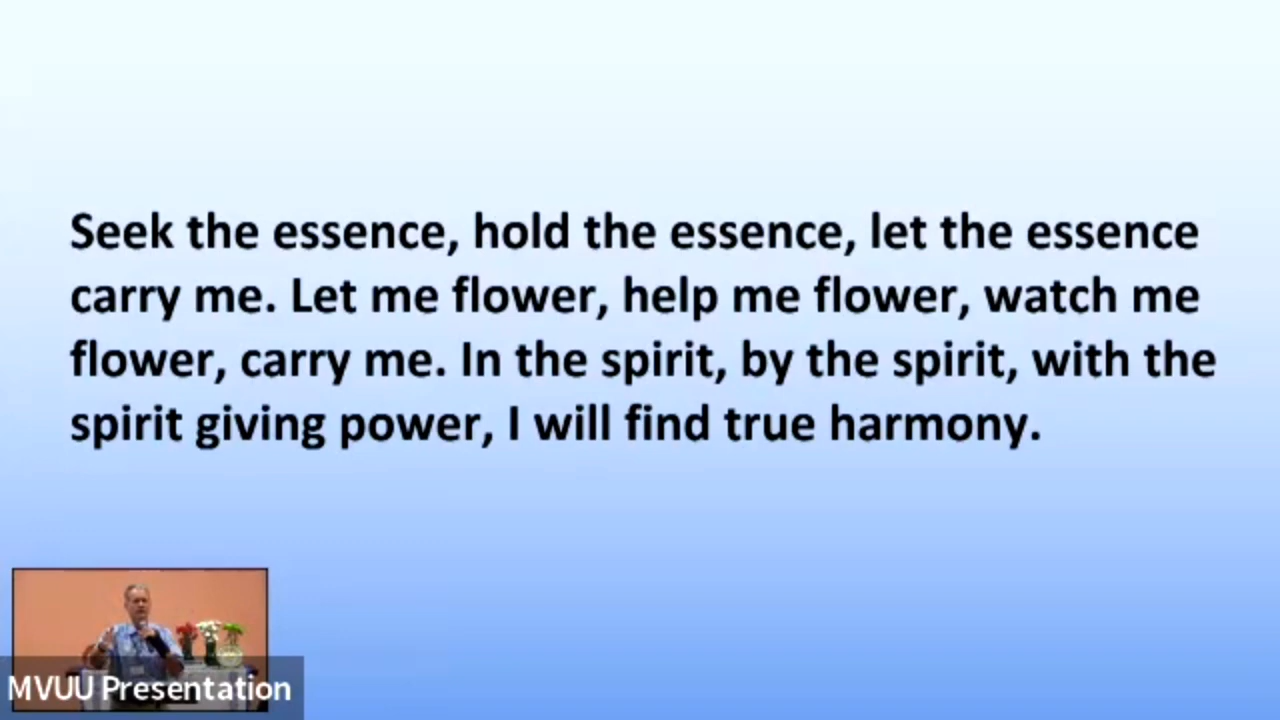 Seek the essence, hold the essence, let the essence
carry me. Let me flower, help me flower, watch me
flower, carry me. In the spirit, by the spirit, with the
spirit giving power, I will find true harmony.
MVUU Presentation